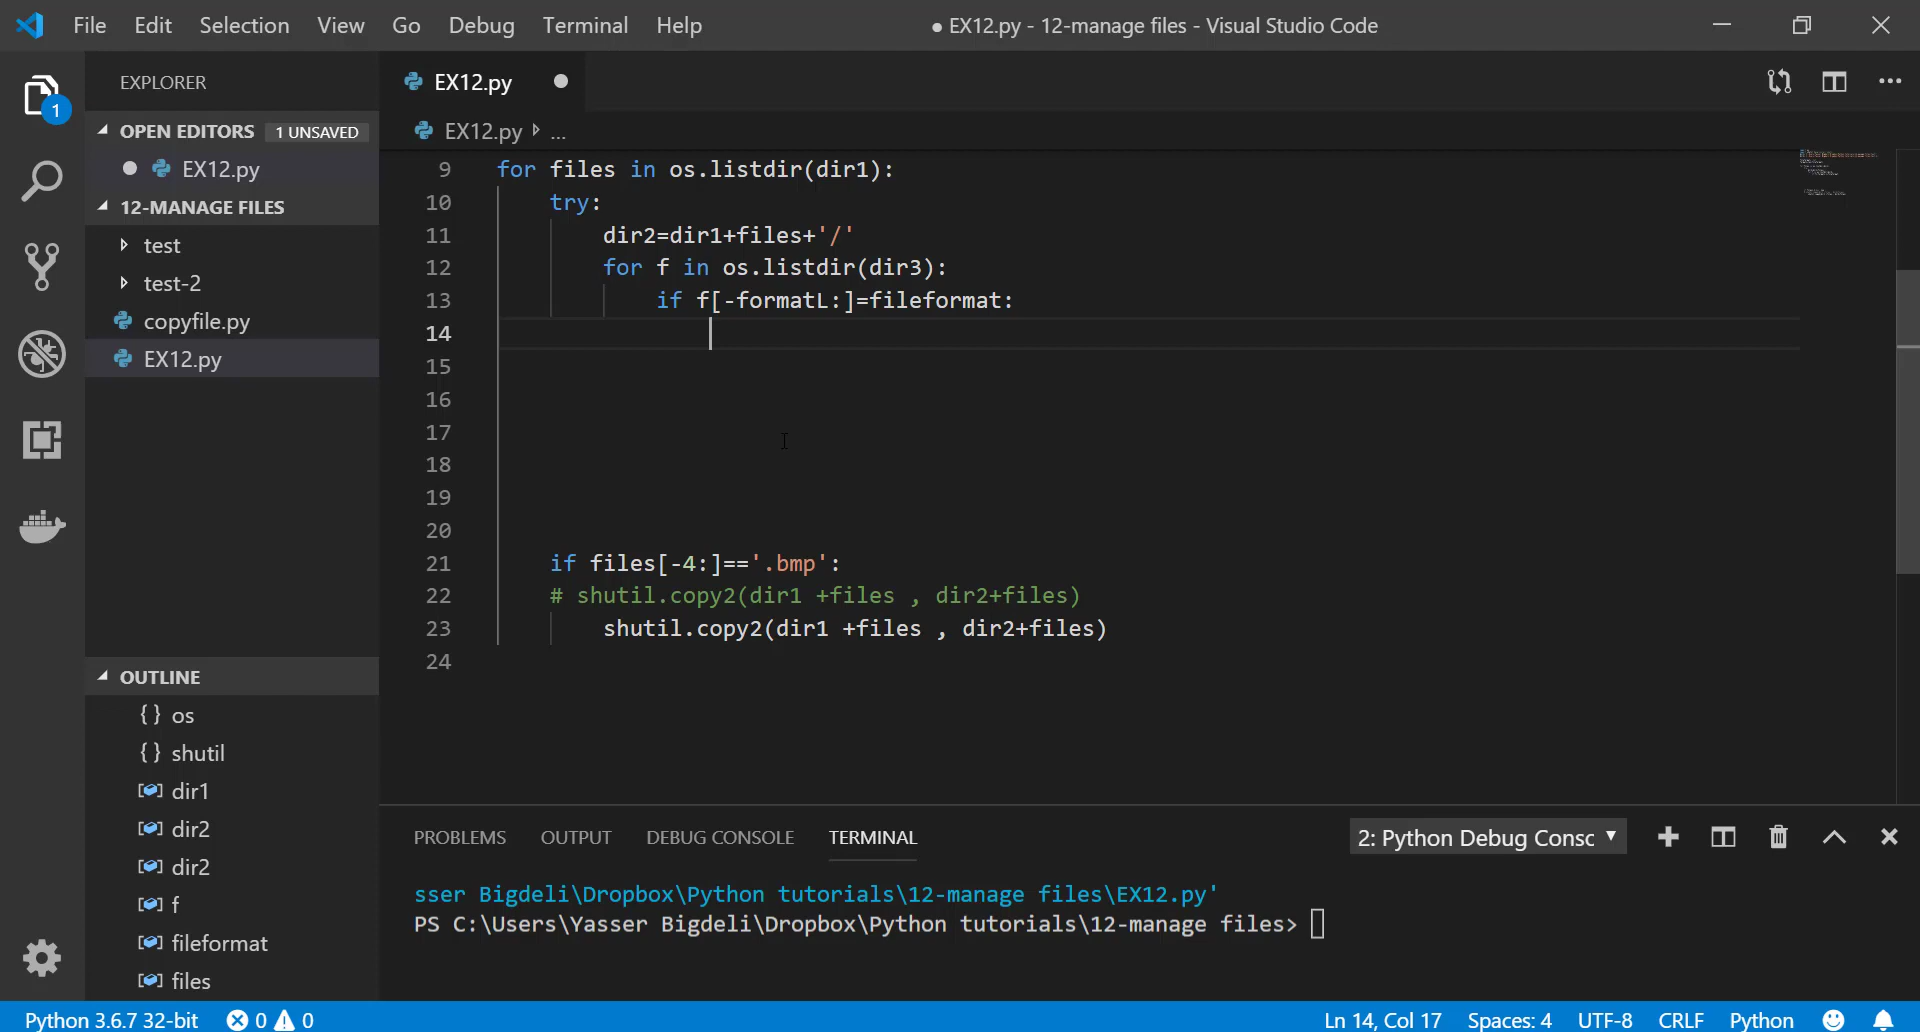 File Edit Selection View Go Debug Terminal Help
● EX12.py - 12-manage files - Visual Studio Code
EXPLORER
EX12.py
1
OPEN EDITORS 1 UNSAVED
EX12.py
12-MANAGE FILES
test
test-2
copyfile.py
EX12.py
OUTLINE
{} os
{} shutil
dir1
dir2
dir2
f
fileformat
files
EX12.py ...
9 for files in os.listdir(dir1):
10 try:
11 dir2=dir1+files+'/'
12 for f in os.listdir(dir3):
13 if f[-formatL:]=fileformat:
14
15
16
17
18
19
20
21 if files[-4:]=='.bmp':
22 # shutil.copy2(dir1 +files , dir2+files)
23 shutil.copy2(dir1 +files , dir2+files)
24
PROBLEMS OUTPUT DEBUG CONSOLE TERMINAL
2: Python Debug Consc
sser Bigdeli\Dropbox\Python tutorials\12-manage files\EX12.py'
PS C:\Users\Yasser Bigdeli\Dropbox\Python tutorials\12-manage files>
Python 3.6.7 32-bit 0 0 Ln 14, Col 17 Spaces: 4 UTF-8 CRLF Python